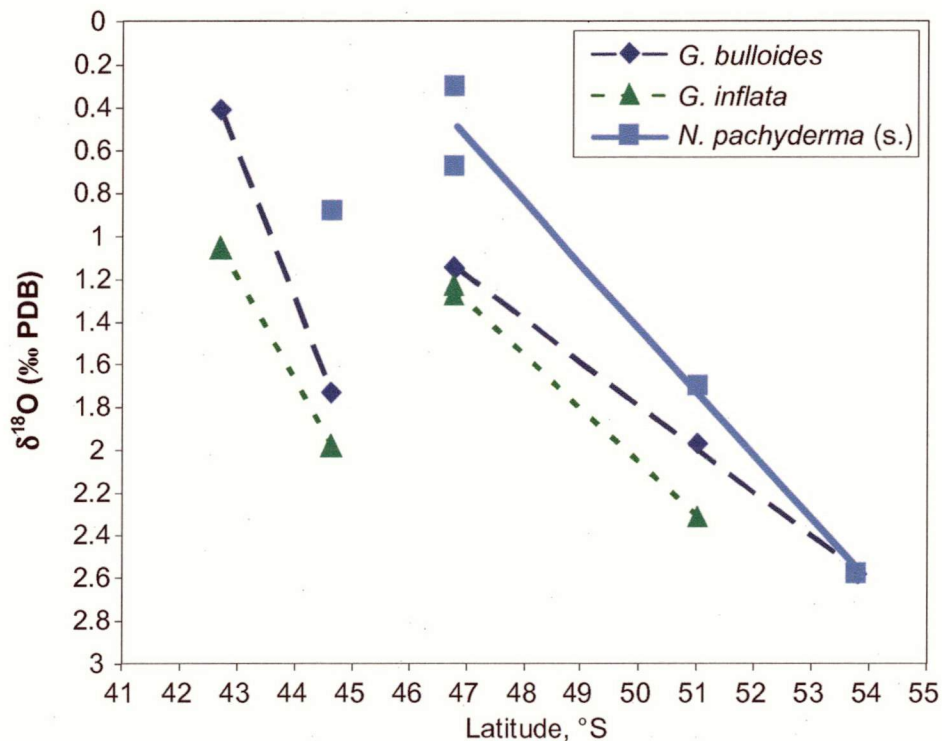 0
0.2
0.4
0.6
0.8
1
1.2
1.4
1.6
1.8
2
2.2
2.4
2.6
2.8
3
δ¹⁸O (‰ PDB)
G. bulloides
G. inflata
N. pachyderma (s.)
41 42 43 44 45 46 47 48 49 50 51 52 53 54 55
Latitude, °S